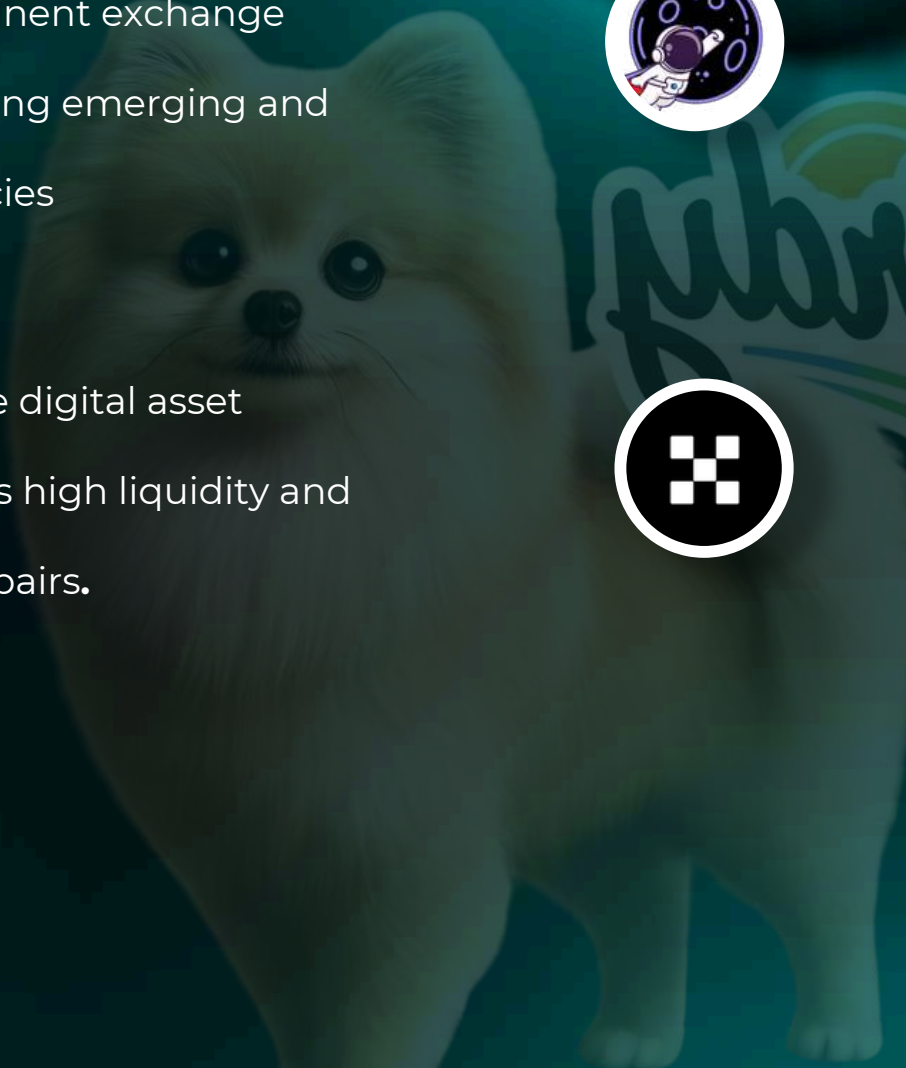 nent exchange
ng emerging and
cies
e digital asset
s high liquidity and
pairs.